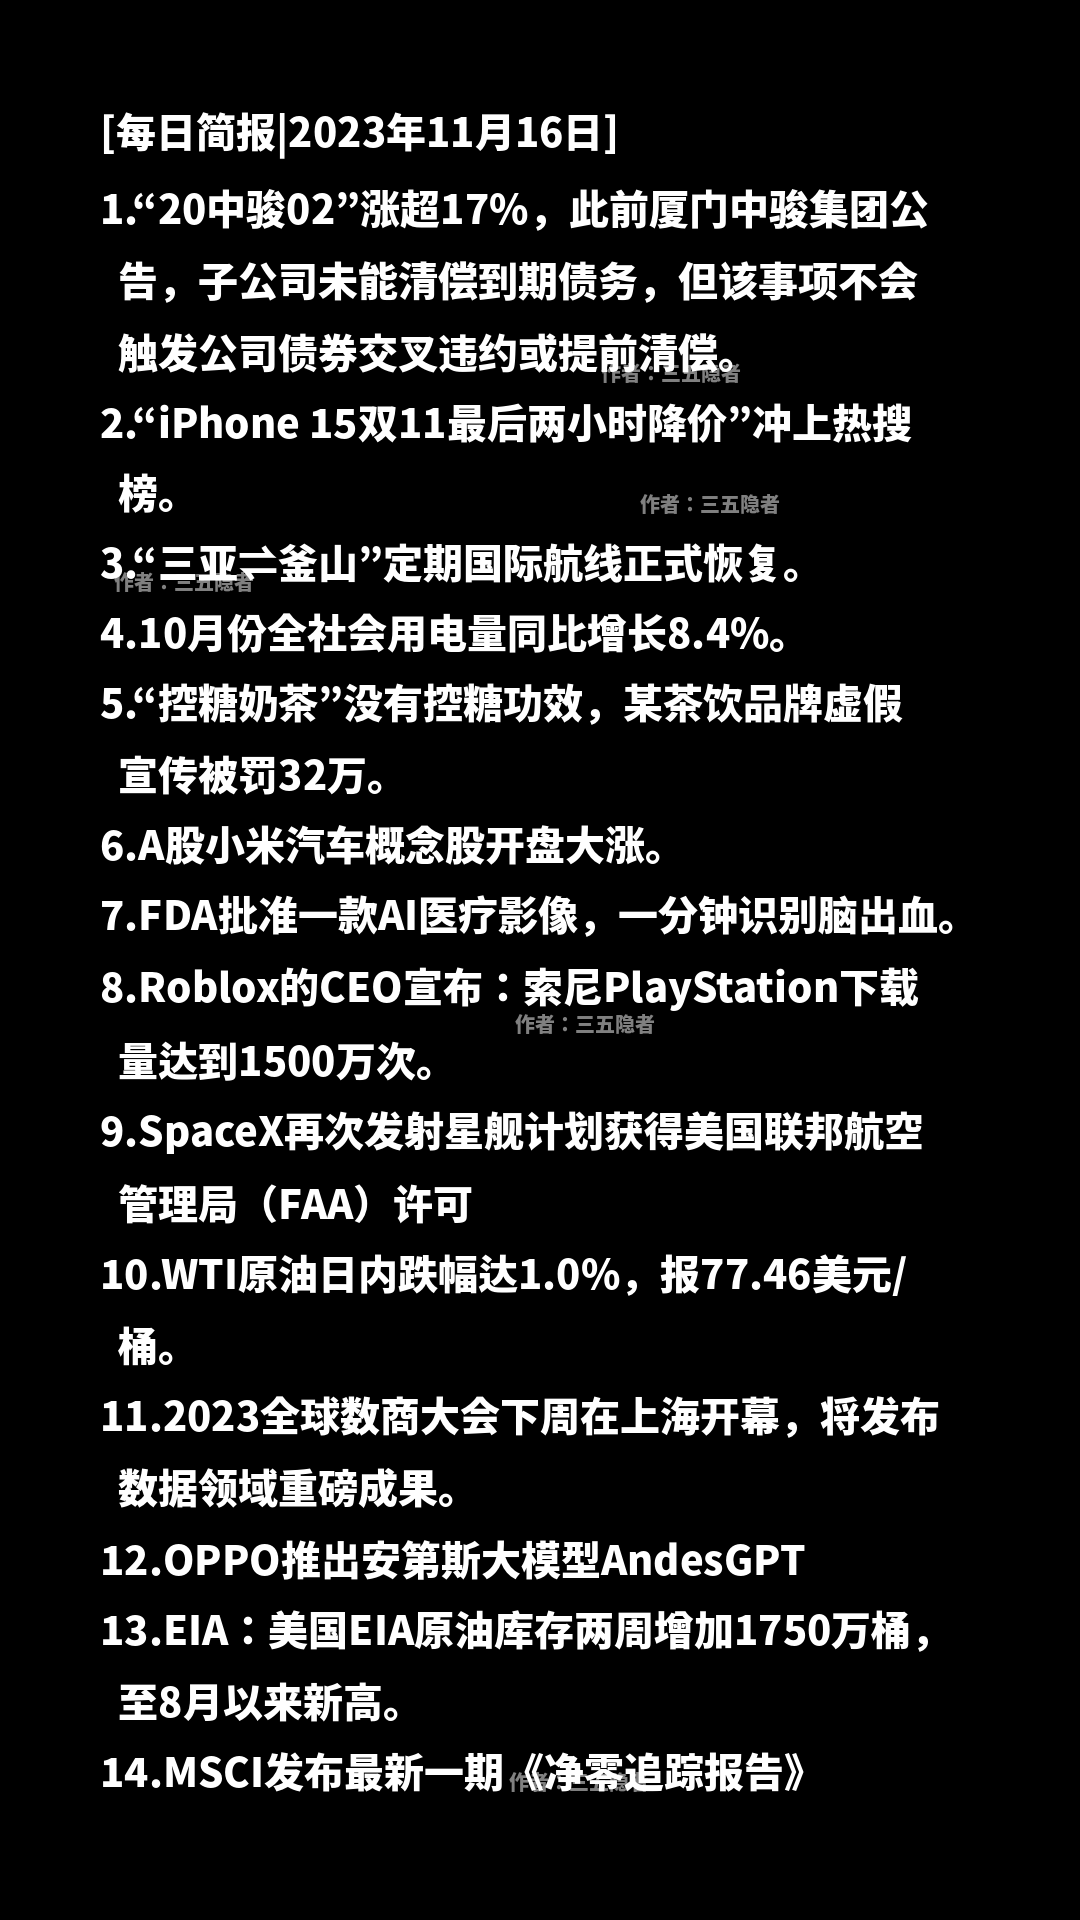 [每日简报|2023年11月16日]
1.“20中骏02”涨超17%，此前厦门中骏集团公
告，子公司未能清偿到期债务，但该事项不会
触发公司债券交叉违约或提前清偿。
作者：三五隐者
2.“iPhone 15双11最后两小时降价”冲上热搜
榜。
作者：三五隐者
3.“三亚⇌釜山”定期国际航线正式恢复。
作者：三五隐者
4.10月份全社会用电量同比增长8.4%。
5.“控糖奶茶”没有控糖功效，某茶饮品牌虚假
宣传被罚32万。
6.A股小米汽车概念股开盘大涨。
7.FDA批准一款AI医疗影像，一分钟识别脑出血。
8.Roblox的CEO宣布：索尼PlayStation下载
作者：三五隐者
量达到1500万次。
9.SpaceX再次发射星舰计划获得美国联邦航空
管理局（FAA）许可
10.WTI原油日内跌幅达1.0%，报77.46美元/
桶。
11.2023全球数商大会下周在上海开幕，将发布
数据领域重磅成果。
12.OPPO推出安第斯大模型AndesGPT
13.EIA：美国EIA原油库存两周增加1750万桶，
至8月以来新高。
14.MSCI发布最新一期《净零追踪报告》
作者：三五隐者